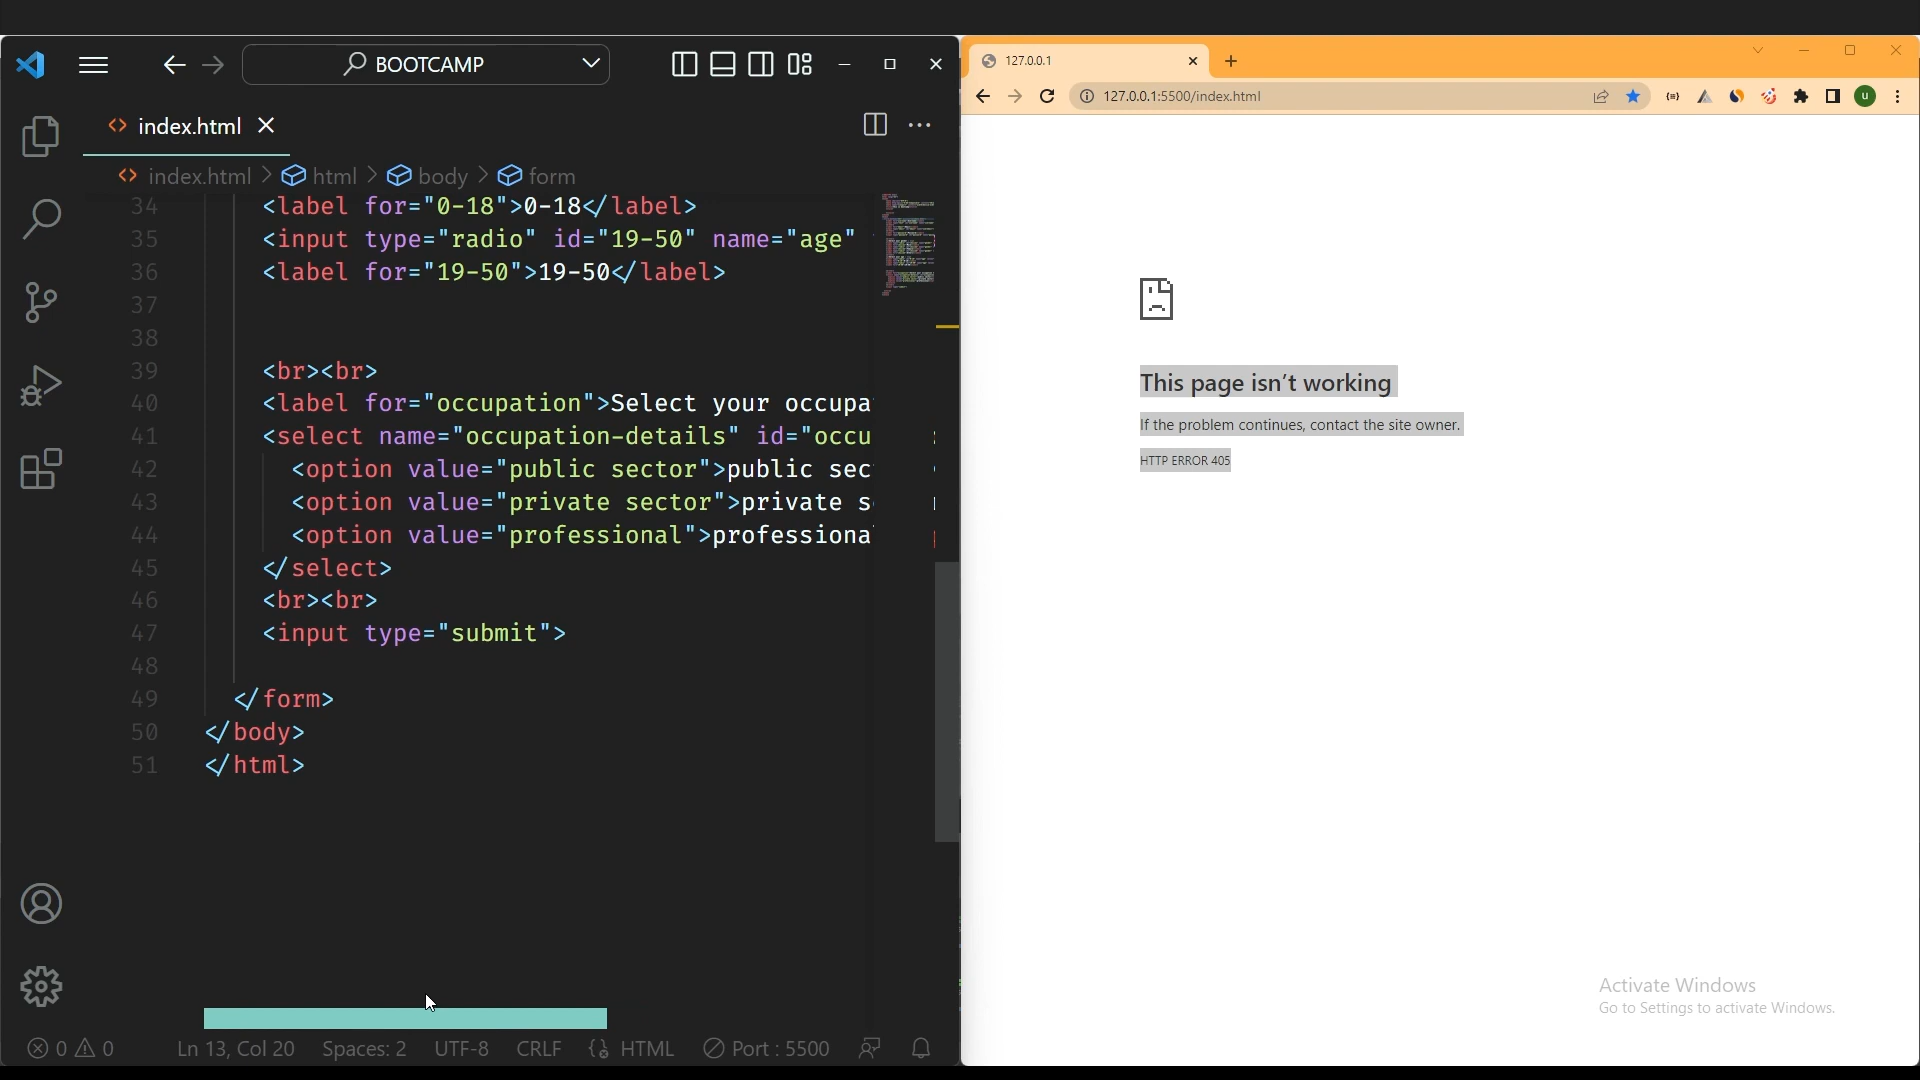 BOOTCAMP
index.html
index.html > html > body > form
34 <label for="0-18">0-18</label>
35 <input type="radio" id="19-50" name="age"
36 <label for="19-50">19-50</label>
37
38
39 <br><br>
40 <label for="occupation">Select your occupa
41 <select name="occupation-details" id="occu
42 <option value="public sector">public sec
43 <option value="private sector">private s
44 <option value="professional">professional
45 </select>
46 <br><br>
47 <input type="submit">
48
49 </form>
50 </body>
51 </html>
0 0 Ln 13, Col 20 Spaces: 2 UTF-8 CRLF HTML Port : 5500
127.0.0.1
127.0.0.1:5500/index.html
u
This page isn’t working
If the problem continues, contact the site owner.
HTTP ERROR 405
Activate Windows
Go to Settings to activate Windows.